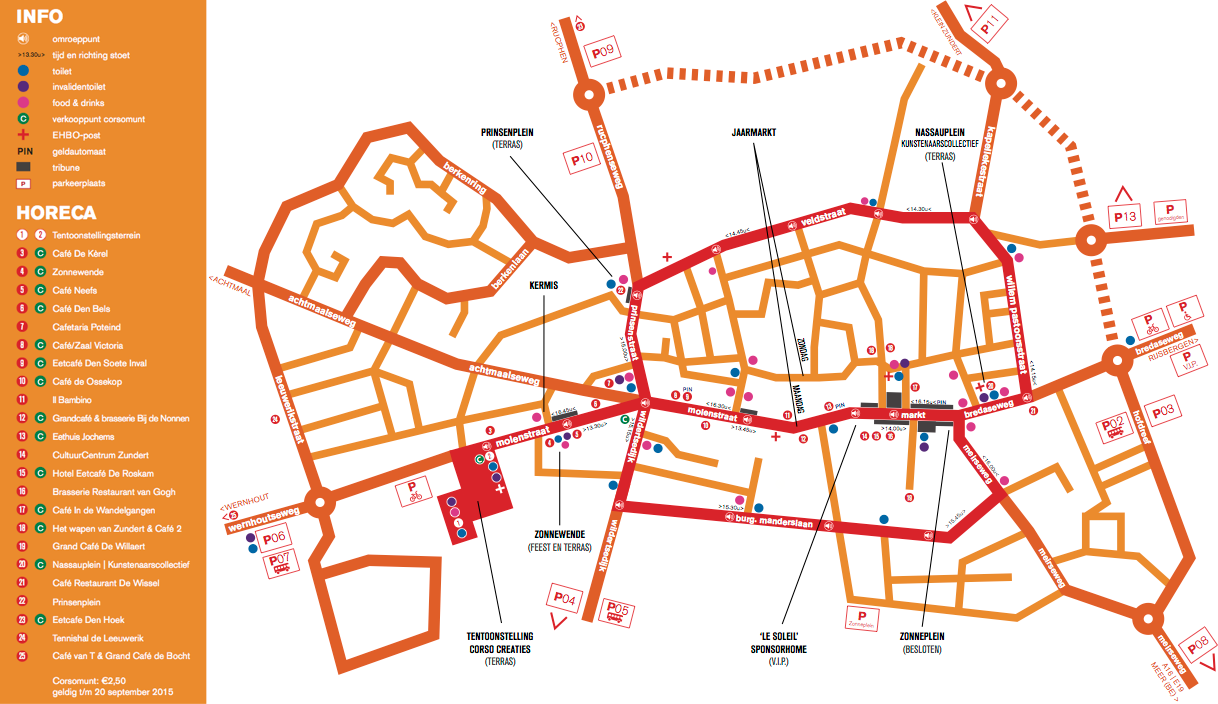 INFO
omroeppunt
>13.30u> tijd en richting stoet
toilet
invalidentoilet
food & drinks
C verkooppunt corsomunt
EHBO-post
PIN geldautomaat
tribune
P parkeerplaats
HORECA
1 2 Tentoonstellingsterrein
3 C Café De Kèrel
4 C Zonnewende
5 C Café Neefs
6 C Café Den Bels
7 Cafetaria Poteind
8 C Café/Zaal Victoria
9 C Eetcafé Den Soete Inval
10 C Café de Ossekop
11 Il Bambino
12 C Grandcafé & brasserie Bij de Nonnen
13 C Eethuis Jochems
14 CultuurCentrum Zundert
15 C Hotel Eetcafé De Roskam
16 Brasserie Restaurant van Gogh
17 C Café In de Wandelgangen
18 C Het wapen van Zundert & Café 2
19 Grand Café De Willaert
20 C Nassauplein | Kunstenaarscollectief
21 Café Restaurant De Wissel
22 Prinsenplein
23 C Eetcafe Den Hoek
24 Tennishal de Leeuwerik
25 Café van T & Grand Café de Bocht
Corsomunt: €2,50
geldig t/m 20 september 2015
<RUCPHEN
P09
<KLEIN ZUNDERT
P11
rucphenseweg
P10
PRINSENPLEIN
(TERRAS)
JAARMARKT
NASSAUPLEIN
KUNSTENAARSCOLLECTIEF
(TERRAS)
kapellekestraat
berkenring
berkenlaan
veldstraat
<14.30u<
<14.45u<
P13
P
genodigden
<ACHTMAAL
achtmaalseweg
KERMIS
prinsenstraat
>15.00u>
willem pastoorsstraat
<14.15u<
ZONDAG
MAANDAG
P
P
bredaseweg
RIJSBERGEN>
P
V.I.P.
achtmaalseweg
leeuwerikstraat
molenstraat
>13.30u>
PIN
molenstraat
<16.30u<
>13.45u>
PIN
markt
<16.15u<
PIN
>14.00u>
bredaseweg
wildertsedijk
P02
P03
hofdreef
meirseweg
<16.00u<
<WERNHOUT
wernhoutseweg
P
P06
P07
>15.30u>
burg. manderslaan
>15.45u>
wildertsedijk
ZONNEWENDE
(FEEST EN TERRAS)
P04
P05
TENTOONSTELLING
CORSO CREATIES
(TERRAS)
'LE SOLEIL'
SPONSORHOME
(V.I.P.)
P
Zonneplein
ZONNEPLEIN
(BESLOTEN)
meirseweg
meirseweg
P08
A16 | E19
MEER (BE) >